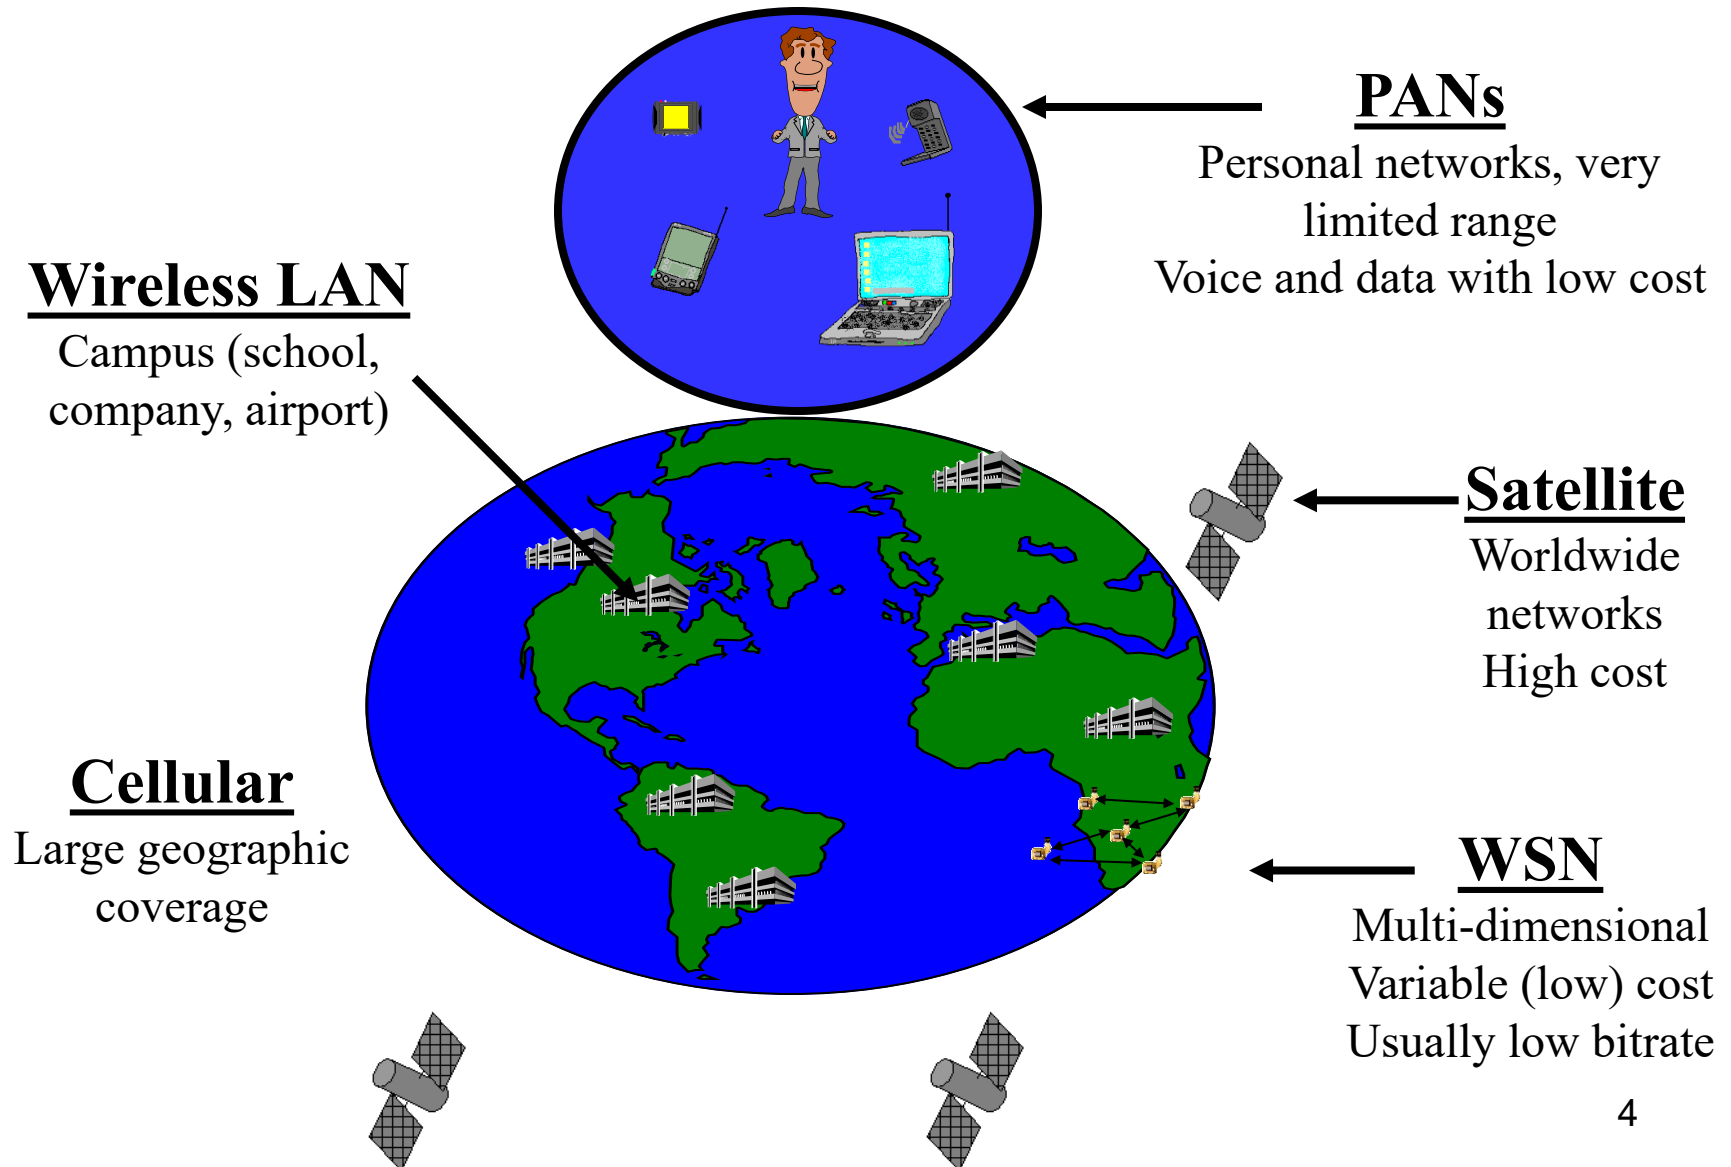 PANs
Personal networks, very
limited range
Voice and data with low cost
Wireless LAN
Campus (school,
company, airport)
Satellite
Worldwide
networks
High cost
Cellular
Large geographic
coverage
WSN
Multi-dimensional
Variable (low) cost
Usually low bitrate
4